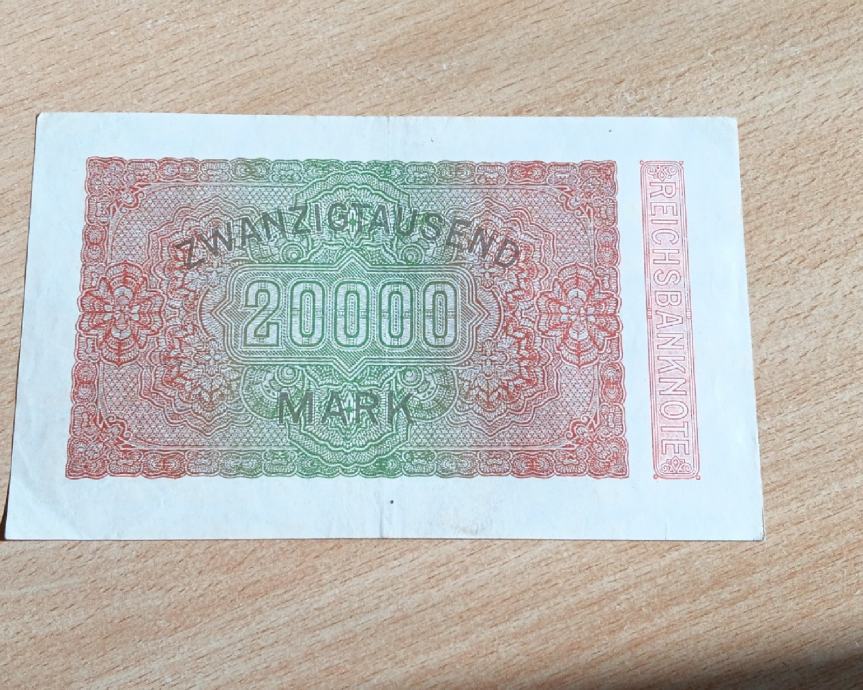 ZWANZIGTAUSEND
20000
MARK
REICHSBANKNOTE